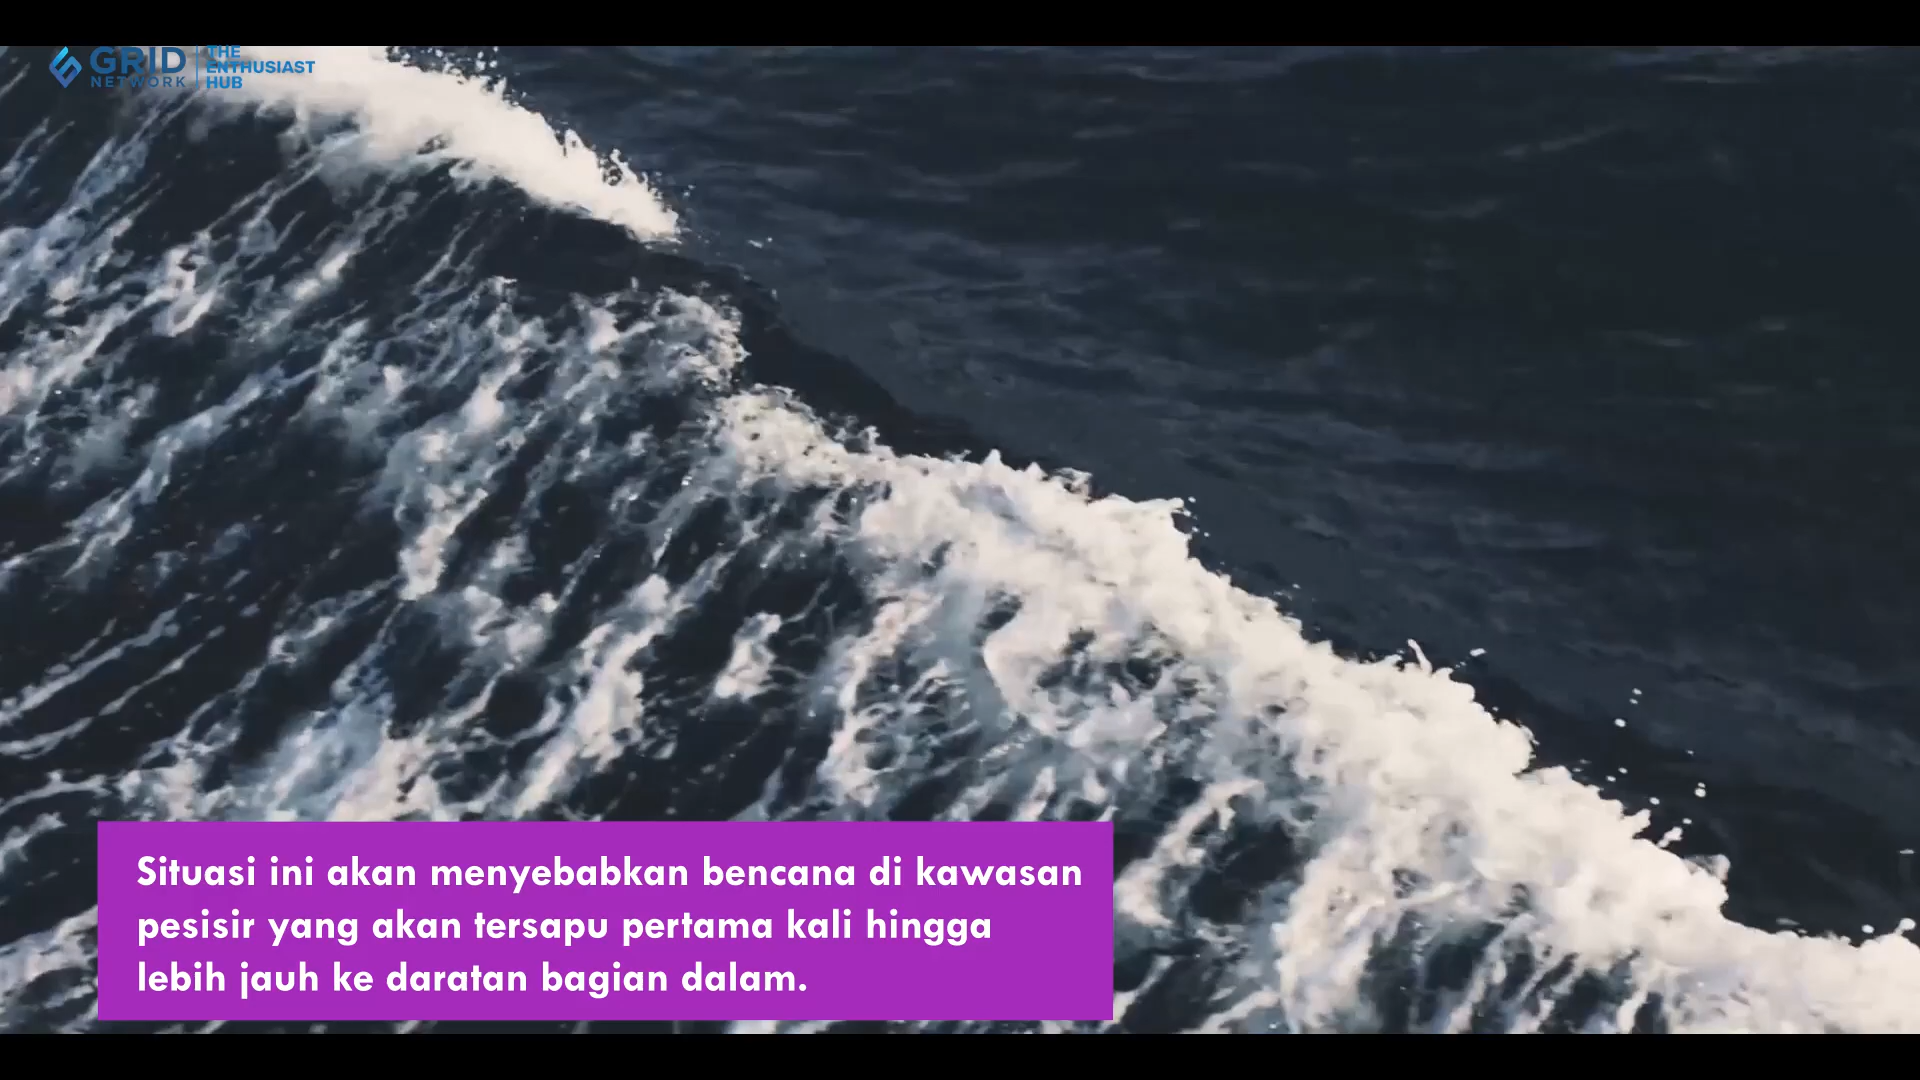 GRID
NETWORK
THE
ENTHUSIAST
HUB
Situasi ini akan menyebabkan bencana di kawasan
pesisir yang akan tersapu pertama kali hingga
lebih jauh ke daratan bagian dalam.